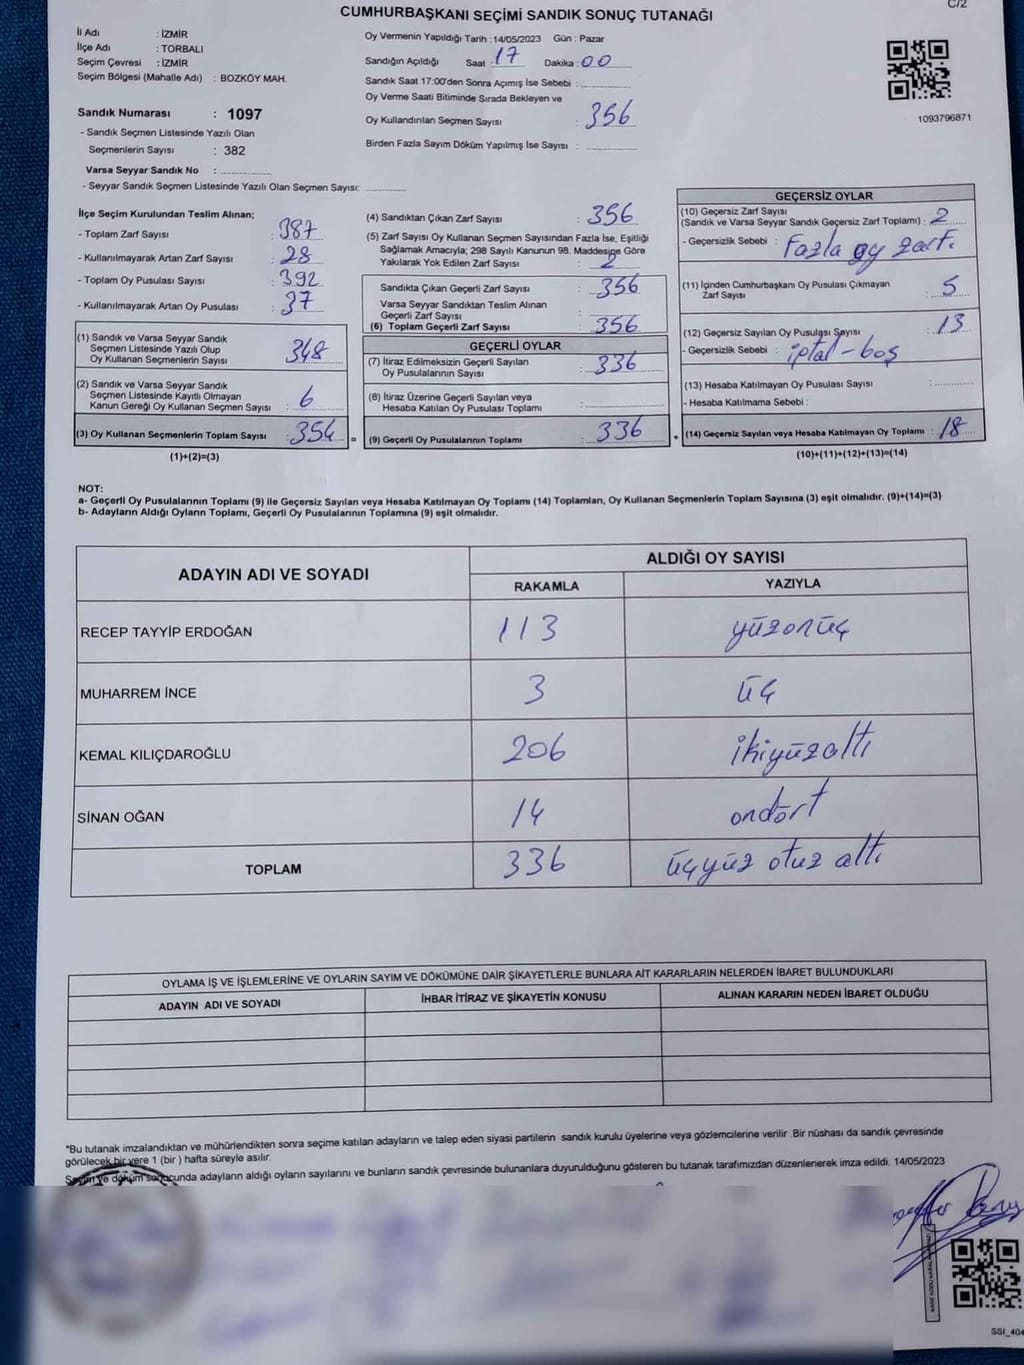 C/2
CUMHURBAŞKANI SEÇİMİ SANDIK SONUÇ TUTANAĞI
İl Adı : İZMİR
İlçe Adı : TORBALI
Seçim Çevresi : İZMİR
Seçim Bölgesi (Mahalle Adı) : BOZKÖY MAH.
Sandık Numarası : 1097
- Sandık Seçmen Listesinde Yazılı Olan
Seçmenlerin Sayısı : 382
Varsa Seyyar Sandık No : ................
- Seyyar Sandık Seçmen Listesinde Yazılı Olan Seçmen Sayısı: ............
Oy Vermenin Yapıldığı Tarih : 14/05/2023 Gün : Pazar
Sandığın Açıldığı Saat : 17 Dakika : 00
Sandık Saat 17:00'den Sonra Açımış İse Sebebi : ................
Oy Verme Saati Bitiminde Sırada Bekleyen ve
Oy Kullandırılan Seçmen Sayısı : 356
Birden Fazla Sayım Döküm Yapılmış İse Sayısı : ................
1093796871
İlçe Seçim Kurulundan Teslim Alınan;
- Toplam Zarf Sayısı : 387
- Kullanılmayarak Artan Zarf Sayısı : 28
- Toplam Oy Pusulası Sayısı : 392
- Kullanılmayarak Artan Oy Pusulası : 37
(1) Sandık ve Varsa Seyyar Sandık
Seçmen Listesinde Yazılı Olup
Oy Kullanan Seçmenlerin Sayısı : 348
(2) Sandık ve Varsa Seyyar Sandık
Seçmen Listesinde Kayıtlı Olmayan
Kanun Gereği Oy Kullanan Seçmen Sayısı : 6
(3) Oy Kullanan Seçmenlerin Toplam Sayısı : 354 =
(1)+(2)=(3)
(4) Sandıktan Çıkan Zarf Sayısı : 356
(5) Zarf Sayısı Oy Kullanan Seçmen Sayısından Fazla İse, Eşitliği
Sağlamak Amacıyla; 298 Sayılı Kanunun 98. Maddesine Göre
Yakılarak Yok Edilen Zarf Sayısı : 2
Sandıkta Çıkan Geçerli Zarf Sayısı : 356
Varsa Seyyar Sandıktan Teslim Alınan
Geçerli Zarf Sayısı :
(6) Toplam Geçerli Zarf Sayısı : 356
GEÇERLİ OYLAR
(7) İtiraz Edilmeksizin Geçerli Sayılan
Oy Pusulalarının Sayısı : 336
(8) İtiraz Üzerine Geçerli Sayılan veya
Hesaba Katılan Oy Pusulası Toplamı : ................
(9) Geçerli Oy Pusulalarının Toplamı : 336 +
GEÇERSİZ OYLAR
(10) Geçersiz Zarf Sayısı
(Sandık ve Varsa Seyyar Sandık Geçersiz Zarf Toplamı) : 2
- Geçersizlik Sebebi : Fazla oy zarfı
(11) İçinden Cumhurbaşkanı Oy Pusulası Çıkmayan
Zarf Sayısı : 5
(12) Geçersiz Sayılan Oy Pusulası Sayısı : 13
- Geçersizlik Sebebi : iptal - boş
(13) Hesaba Katılmayan Oy Pusulası Sayısı : ............
- Hesaba Katılmama Sebebi :
(14) Geçersiz Sayılan veya Hesaba Katılmayan Oy Toplamı : 18
(10)+(11)+(12)+(13)=(14)
NOT:
a- Geçerli Oy Pusulalarının Toplamı (9) ile Geçersiz Sayılan veya Hesaba Katılmayan Oy Toplamı (14) Toplamları, Oy Kullanan Seçmenlerin Toplam Sayısına (3) eşit olmalıdır. (9)+(14)=(3)
b- Adayların Aldığı Oyların Toplamı, Geçerli Oy Pusulalarının Toplamına (9) eşit olmalıdır.
ADAYIN ADI VE SOYADI ALDIĞI OY SAYISI
RAKAMLA YAZIYLA
RECEP TAYYİP ERDOĞAN 113 yüzonüç
MUHARREM İNCE 3 üç
KEMAL KILIÇDAROĞLU 206 ikiyüzaltı
SİNAN OĞAN 14 ondört
TOPLAM 336 üçyüz otuz altı
OYLAMA İŞ VE İŞLEMLERİNE VE OYLARIN SAYIM VE DÖKÜMÜNE DAİR ŞİKAYETLERLE BUNLARA AİT KARARLARIN NELERDEN İBARET BULUNDUKLARI
ADAYIN ADI VE SOYADI İHBAR İTİRAZ VE ŞİKAYETİN KONUSU ALINAN KARARIN NEDEN İBARET OLDUĞU
*Bu tutanak imzalandıktan ve mühürlendikten sonra seçime katılan adayların ve talep eden siyasi partilerin sandık kurulu üyelerine veya gözlemcilerine verilir .Bir nüshası da sandık çevresinde
görülecek bir yere 1 (bir ) hafta süreyle asılır.
Seçim ve döküm sonucunda adayların aldığı oyların sayılarını ve bunların sandık çevresinde bulunanlara duyurulduğunu gösteren bu tutanak tarafımızdan düzenlenerek imza edildi. 14/05/2023
SSI_404